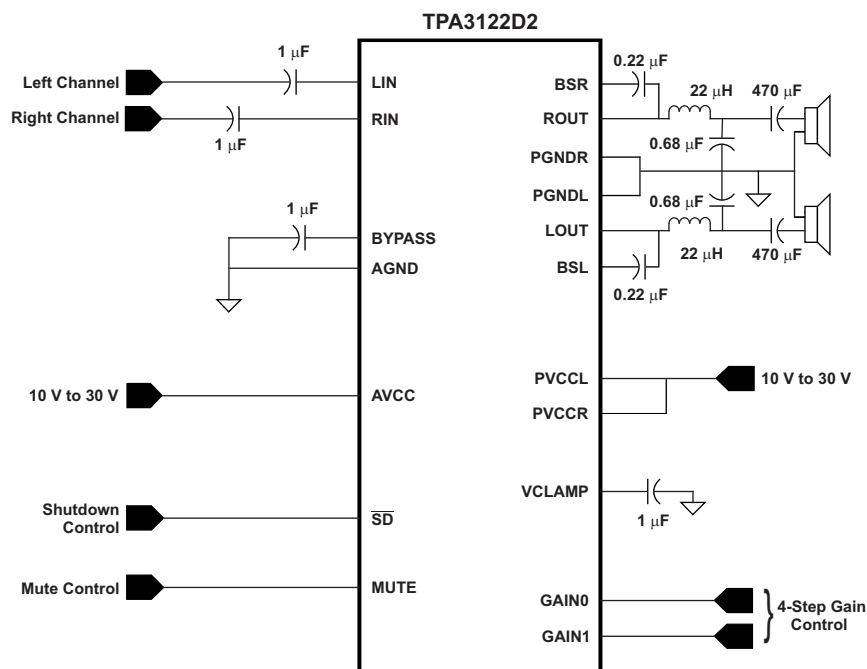 TPA3122D2
1 µF
Left Channel
LIN
Right Channel
RIN
1 µF
1 µF
BYPASS
AGND
10 V to 30 V
AVCC
Shutdown
Control
SD
Mute Control
MUTE
0.22 µF
BSR
22 µH
470 µF
ROUT
0.68 µF
PGNDR
PGNDL
0.68 µF
LOUT
22 µH
470 µF
BSL
0.22 µF
PVCCL
10 V to 30 V
PVCCR
VCLAMP
1 µF
GAIN0
4-Step Gain
Control
GAIN1